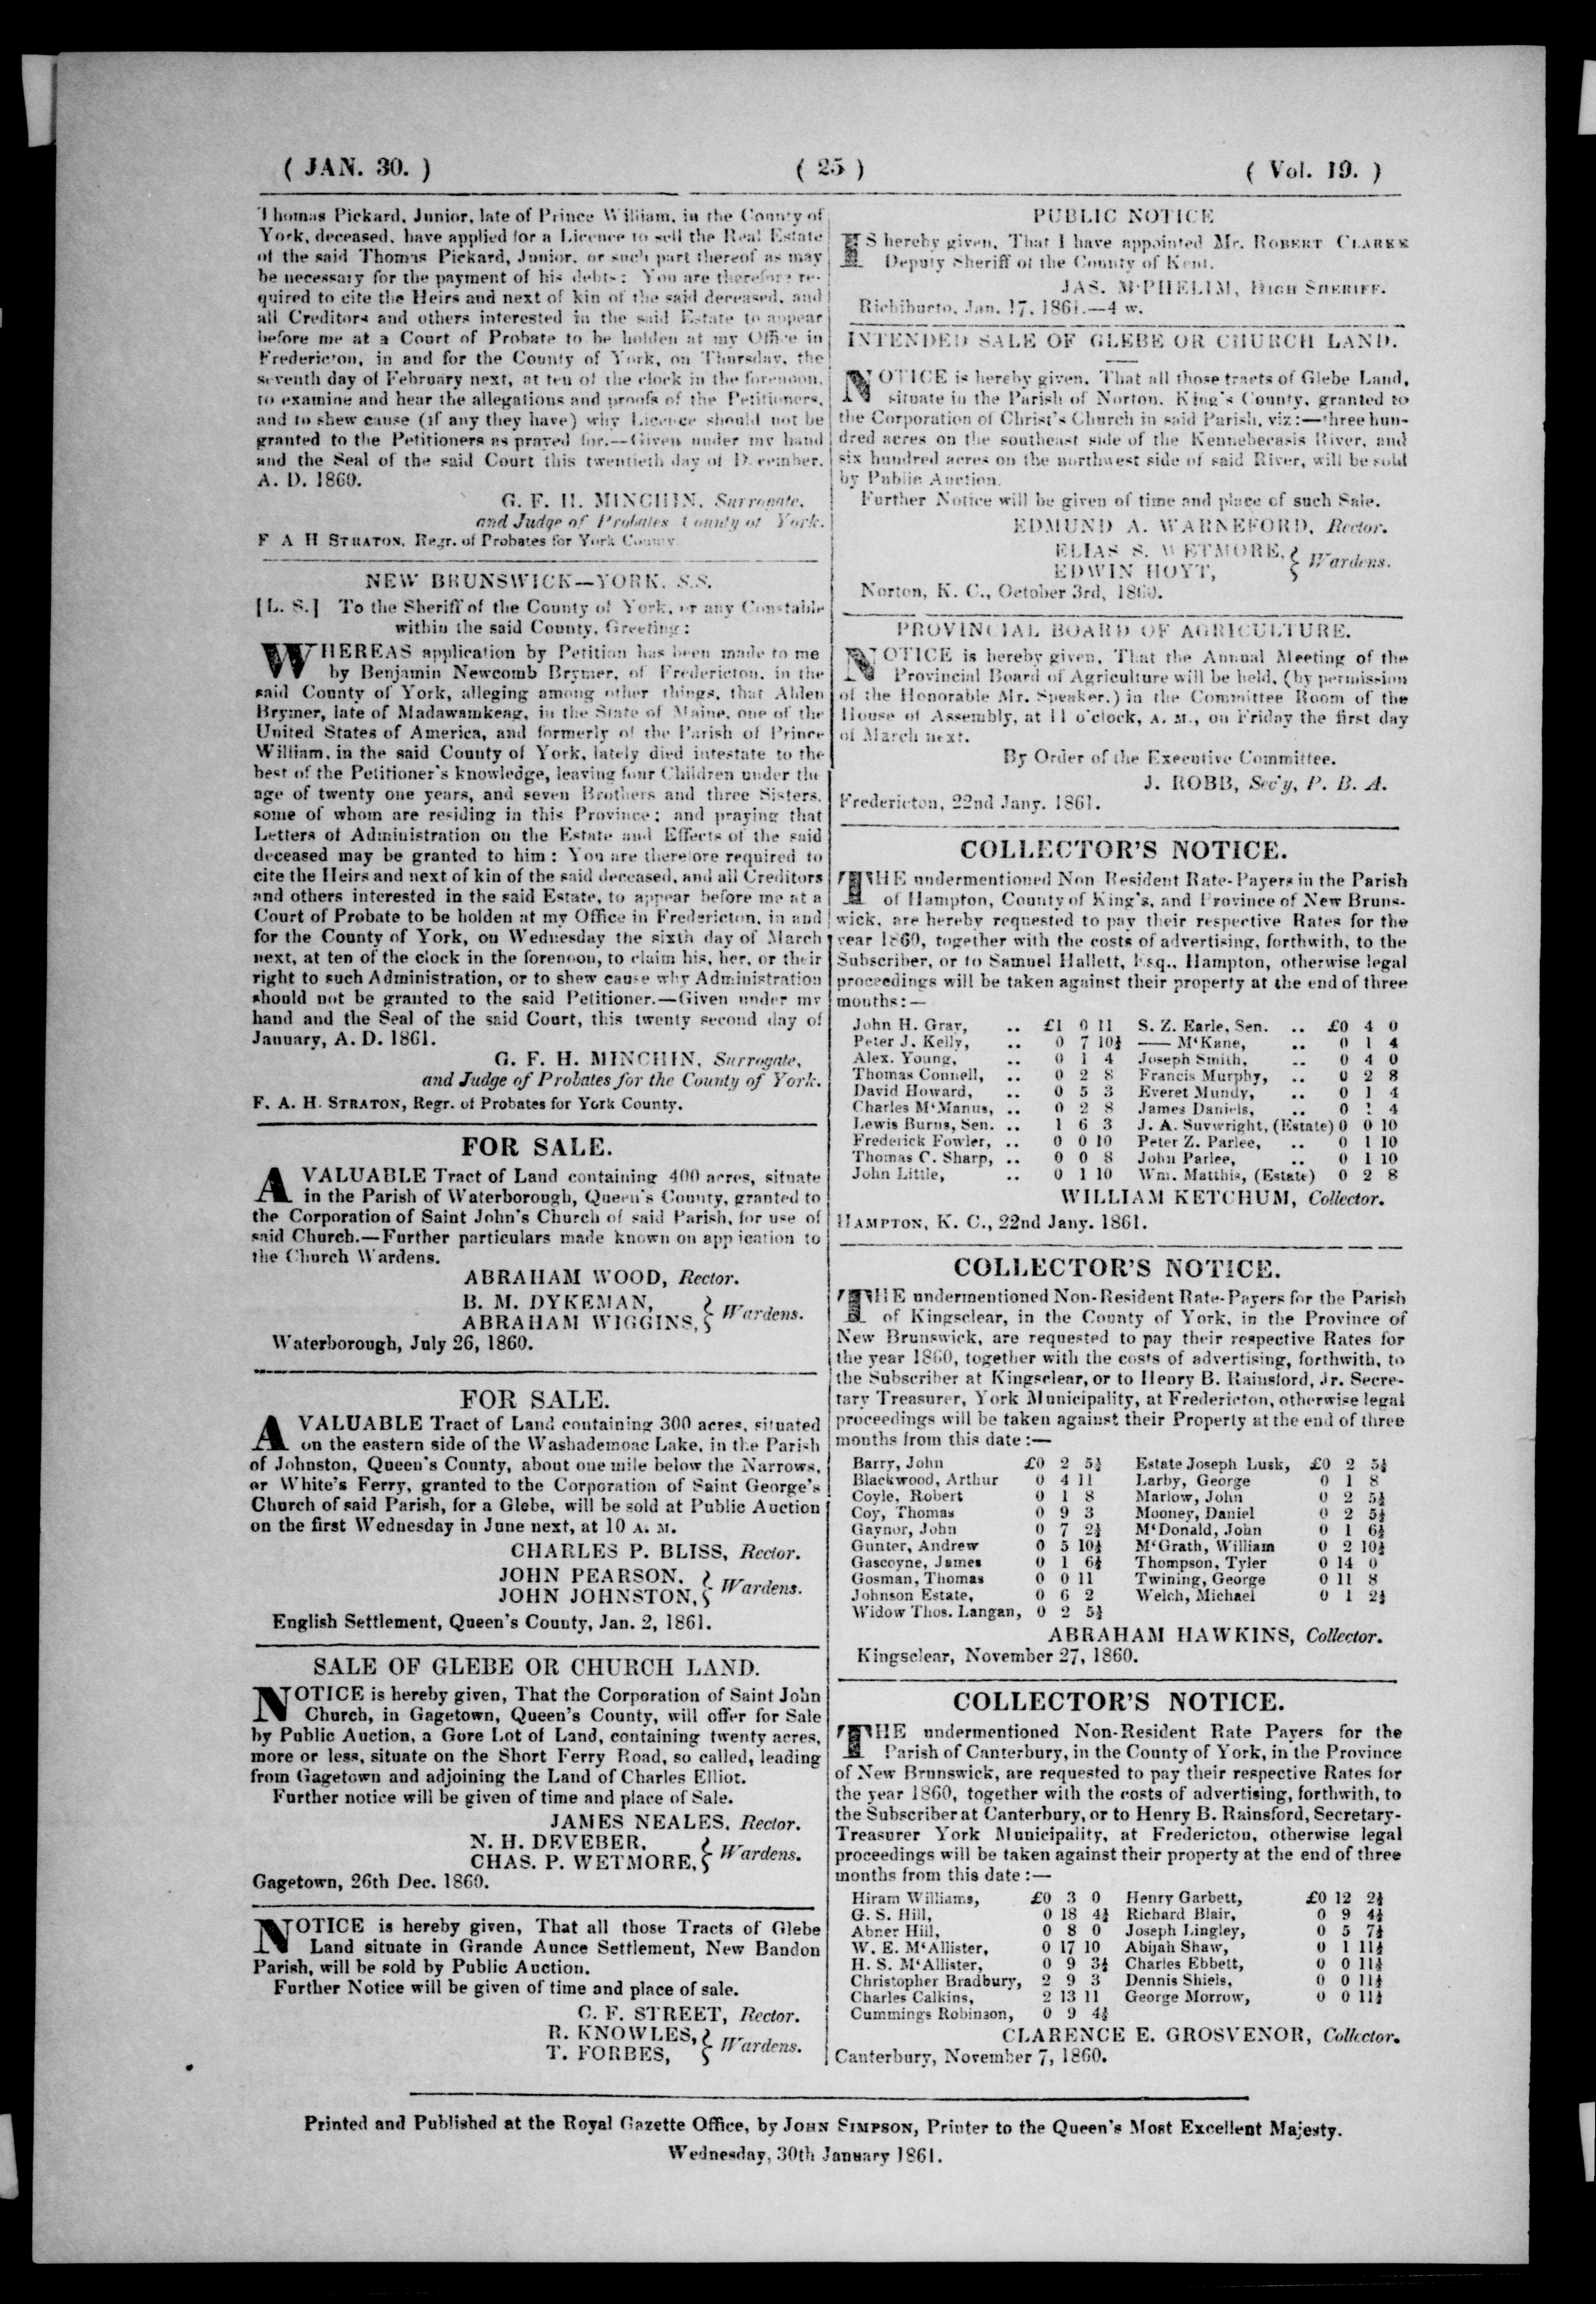 ( JAN. 30. )
( 25 )
( Vol. 19. )
Thomas Pickard, Junior, late of Prince William, in the County of
York, deceased, have applied for a Licence to sell the Real Estate
of the said Thomas Pickard, Junior, or such part thereof as may
be necessary for the payment of his debts: You are therefore re-
quired to cite the Heirs and next of kin of the said deceased, and
all Creditors and others interested in the said Estate to appear
before me at a Court of Probate to be holden at my Office in
Fredericton, in and for the County of York, on Thursday, the
seventh day of February next, at ten of the clock in the forenoon,
to examine and hear the allegations and proofs of the Petitioners,
and to shew cause (if any they have) why Licence should not be
granted to the Petitioners as prayed for.—Given under my hand
and the Seal of the said Court this twentieth day of December,
A. D. 1860.
G. F. H. MINCHIN, Surrogate,
and Judge of Probates County of York.
F A H STRATON, Regr. of Probates for York County.
NEW BRUNSWICK—YORK, S.S.
[L. S.] To the Sheriff of the County of York, or any Constable
within the said County, Greeting:
WHEREAS application by Petition has been made to me
by Benjamin Newcomb Brymer, of Fredericton, in the
said County of York, alleging among other things, that Alden
Brymer, late of Madawamkeag, in the State of Maine, one of the
United States of America, and formerly of the Parish of Prince
William, in the said County of York, lately died intestate to the
best of the Petitioner's knowledge, leaving four Children under the
age of twenty one years, and seven Brothers and three Sisters,
some of whom are residing in this Province; and praying that
Letters of Administration on the Estate and Effects of the said
deceased may be granted to him: You are therefore required to
cite the Heirs and next of kin of the said deceased, and all Creditors
and others interested in the said Estate, to appear before me at a
Court of Probate to be holden at my Office in Fredericton, in and
for the County of York, on Wednesday the sixth day of March
next, at ten of the clock in the forenoon, to claim his, her, or their
right to such Administration, or to shew cause why Administration
should not be granted to the said Petitioner.—Given under my
hand and the Seal of the said Court, this twenty second day of
January, A. D. 1861.
G. F. H. MINCHIN, Surrogate,
and Judge of Probates for the County of York.
F. A. H. STRATON, Regr. of Probates for York County.
FOR SALE.
A VALUABLE Tract of Land containing 400 acres, situate
in the Parish of Waterborough, Queen's County, granted to
the Corporation of Saint John's Church of said Parish, for use of
said Church.—Further particulars made known on app ication to
the Church Wardens.
ABRAHAM WOOD, Rector.
B. M. DYKEMAN,
ABRAHAM WIGGINS, } Wardens.
Waterborough, July 26, 1860.
FOR SALE.
A VALUABLE Tract of Land containing 300 acres, situated
on the eastern side of the Washademoac Lake, in the Parish
of Johnston, Queen's County, about one mile below the Narrows,
or White's Ferry, granted to the Corporation of Saint George's
Church of said Parish, for a Glebe, will be sold at Public Auction
on the first Wednesday in June next, at 10 A. M.
CHARLES P. BLISS, Rector.
JOHN PEARSON,
JOHN JOHNSTON, } Wardens.
English Settlement, Queen's County, Jan. 2, 1861.
SALE OF GLEBE OR CHURCH LAND.
NOTICE is hereby given, That the Corporation of Saint John
Church, in Gagetown, Queen's County, will offer for Sale
by Public Auction, a Gore Lot of Land, containing twenty acres,
more or less, situate on the Short Ferry Road, so called, leading
from Gagetown and adjoining the Land of Charles Elliot.
Further notice will be given of time and place of Sale.
JAMES NEALES, Rector.
N. H. DEVEBER,
CHAS. P. WETMORE, } Wardens.
Gagetown, 26th Dec. 1860.
NOTICE is hereby given, That all those Tracts of Glebe
Land situate in Grande Aunce Settlement, New Bandon
Parish, will be sold by Public Auction.
Further Notice will be given of time and place of sale.
C. F. STREET, Rector.
R. KNOWLES,
T. FORBES, } Wardens.
PUBLIC NOTICE
IS hereby given, That I have appointed Mr. ROBERT CLARKE
Deputy Sheriff of the County of Kent.
JAS. M'PHELIM, HIGH SHERIFF.
Richibucto, Jan. 17, 1861.—4 w.
INTENDED SALE OF GLEBE OR CHURCH LAND.
NOTICE is hereby given, That all those tracts of Glebe Land,
situate in the Parish of Norton, King's County, granted to
the Corporation of Christ's Church in said Parish, viz:—three hun-
dred acres on the southeast side of the Kennebecasis River, and
six hundred acres on the northwest side of said River, will be sold
by Public Auction.
Further Notice will be given of time and place of such Sale.
EDMUND A. WARNEFORD, Rector.
ELIAS S. WETMORE,
EDWIN HOYT, } Wardens.
Norton, K. C., October 3rd, 1860.
PROVINCIAL BOARD OF AGRICULTURE.
NOTICE is hereby given, That the Annual Meeting of the
Provincial Board of Agriculture will be held, (by permission
of the Honorable Mr. Speaker,) in the Committee Room of the
House of Assembly, at 11 o'clock, A. M., on Friday the first day
of March next.
By Order of the Executive Committee.
J. ROBB, Sec'y, P. B. A.
Fredericton, 22nd Jany. 1861.
COLLECTOR'S NOTICE.
THE undermentioned Non Resident Rate-Payers in the Parish
of Hampton, County of King's, and Province of New Bruns-
wick, are hereby requested to pay their respective Rates for the
year 1860, together with the costs of advertising, forthwith, to the
Subscriber, or to Samuel Hallett, Esq., Hampton, otherwise legal
proceedings will be taken against their property at the end of three
months:—
John H. Gray, .. £1 0 11 S. Z. Earle, Sen. .. £0 4 0
Peter J. Kelly, .. 0 7 10½ —— M'Kane, .. 0 1 4
Alex. Young, .. 0 1 4 Joseph Smith, .. 0 4 0
Thomas Connell, .. 0 2 8 Francis Murphy, .. 0 2 8
David Howard, .. 0 5 3 Everet Mundy, .. 0 1 4
Charles M'Manus, .. 0 2 8 James Daniels, .. 0 1 4
Lewis Burns, Sen. .. 1 6 3 J. A. Suvwright, (Estate) 0 0 10
Frederick Fowler, .. 0 0 10 Peter Z. Parlee, .. 0 1 10
Thomas C. Sharp, .. 0 0 8 John Parlee, .. 0 1 10
John Little, .. 0 1 10 Wm. Matthis, (Estate) 0 2 8
WILLIAM KETCHUM, Collector.
HAMPTON, K. C., 22nd Jany. 1861.
COLLECTOR'S NOTICE.
THE undermentioned Non-Resident Rate-Payers for the Parish
of Kingsclear, in the County of York, in the Province of
New Brunswick, are requested to pay their respective Rates for
the year 1860, together with the costs of advertising, forthwith, to
the Subscriber at Kingsclear, or to Henry B. Rainsford, Jr. Secre-
tary Treasurer, York Municipality, at Fredericton, otherwise legal
proceedings will be taken against their Property at the end of three
months from this date:—
Barry, John £0 2 5½ Estate Joseph Lusk, £0 2 5½
Blackwood, Arthur 0 4 11 Larby, George 0 1 8
Coyle, Robert 0 1 8 Marlow, John 0 2 5½
Coy, Thomas 0 9 3 Mooney, Daniel 0 2 5½
Gaynor, John 0 7 2½ M'Donald, John 0 1 6½
Gunter, Andrew 0 5 10½ M'Grath, William 0 2 10½
Gascoyne, James 0 1 6½ Thompson, Tyler 0 14 0
Gosman, Thomas 0 0 11 Twining, George 0 11 8
Johnson Estate, 0 6 2 Welch, Michael 0 1 2½
Widow Thos. Langan, 0 2 5½
ABRAHAM HAWKINS, Collector.
Kingsclear, November 27, 1860.
COLLECTOR'S NOTICE.
THE undermentioned Non-Resident Rate Payers for the
Parish of Canterbury, in the County of York, in the Province
of New Brunswick, are requested to pay their respective Rates for
the year 1860, together with the costs of advertising, forthwith, to
the Subscriber at Canterbury, or to Henry B. Rainsford, Secretary-
Treasurer York Municipality, at Fredericton, otherwise legal
proceedings will be taken against their property at the end of three
months from this date:—
Hiram Williams, £0 3 0 Henry Garbett, £0 12 2½
G. S. Hill, 0 18 4½ Richard Blair, 0 9 4½
Abner Hill, 0 8 0 Joseph Lingley, 0 5 7½
W. E. M'Allister, 0 17 10 Abijah Shaw, 0 1 11½
H. S. M'Allister, 0 9 3½ Charles Ebbett, 0 0 11½
Christopher Bradbury, 2 9 3 Dennis Shiels, 0 0 11½
Charles Calkins, 2 13 11 George Morrow, 0 0 11½
Cummings Robinson, 0 9 4½
CLARENCE E. GROSVENOR, Collector.
Canterbury, November 7, 1860.
Printed and Published at the Royal Gazette Office, by JOHN SIMPSON, Printer to the Queen's Most Excellent Majesty.
Wednesday, 30th January 1861.